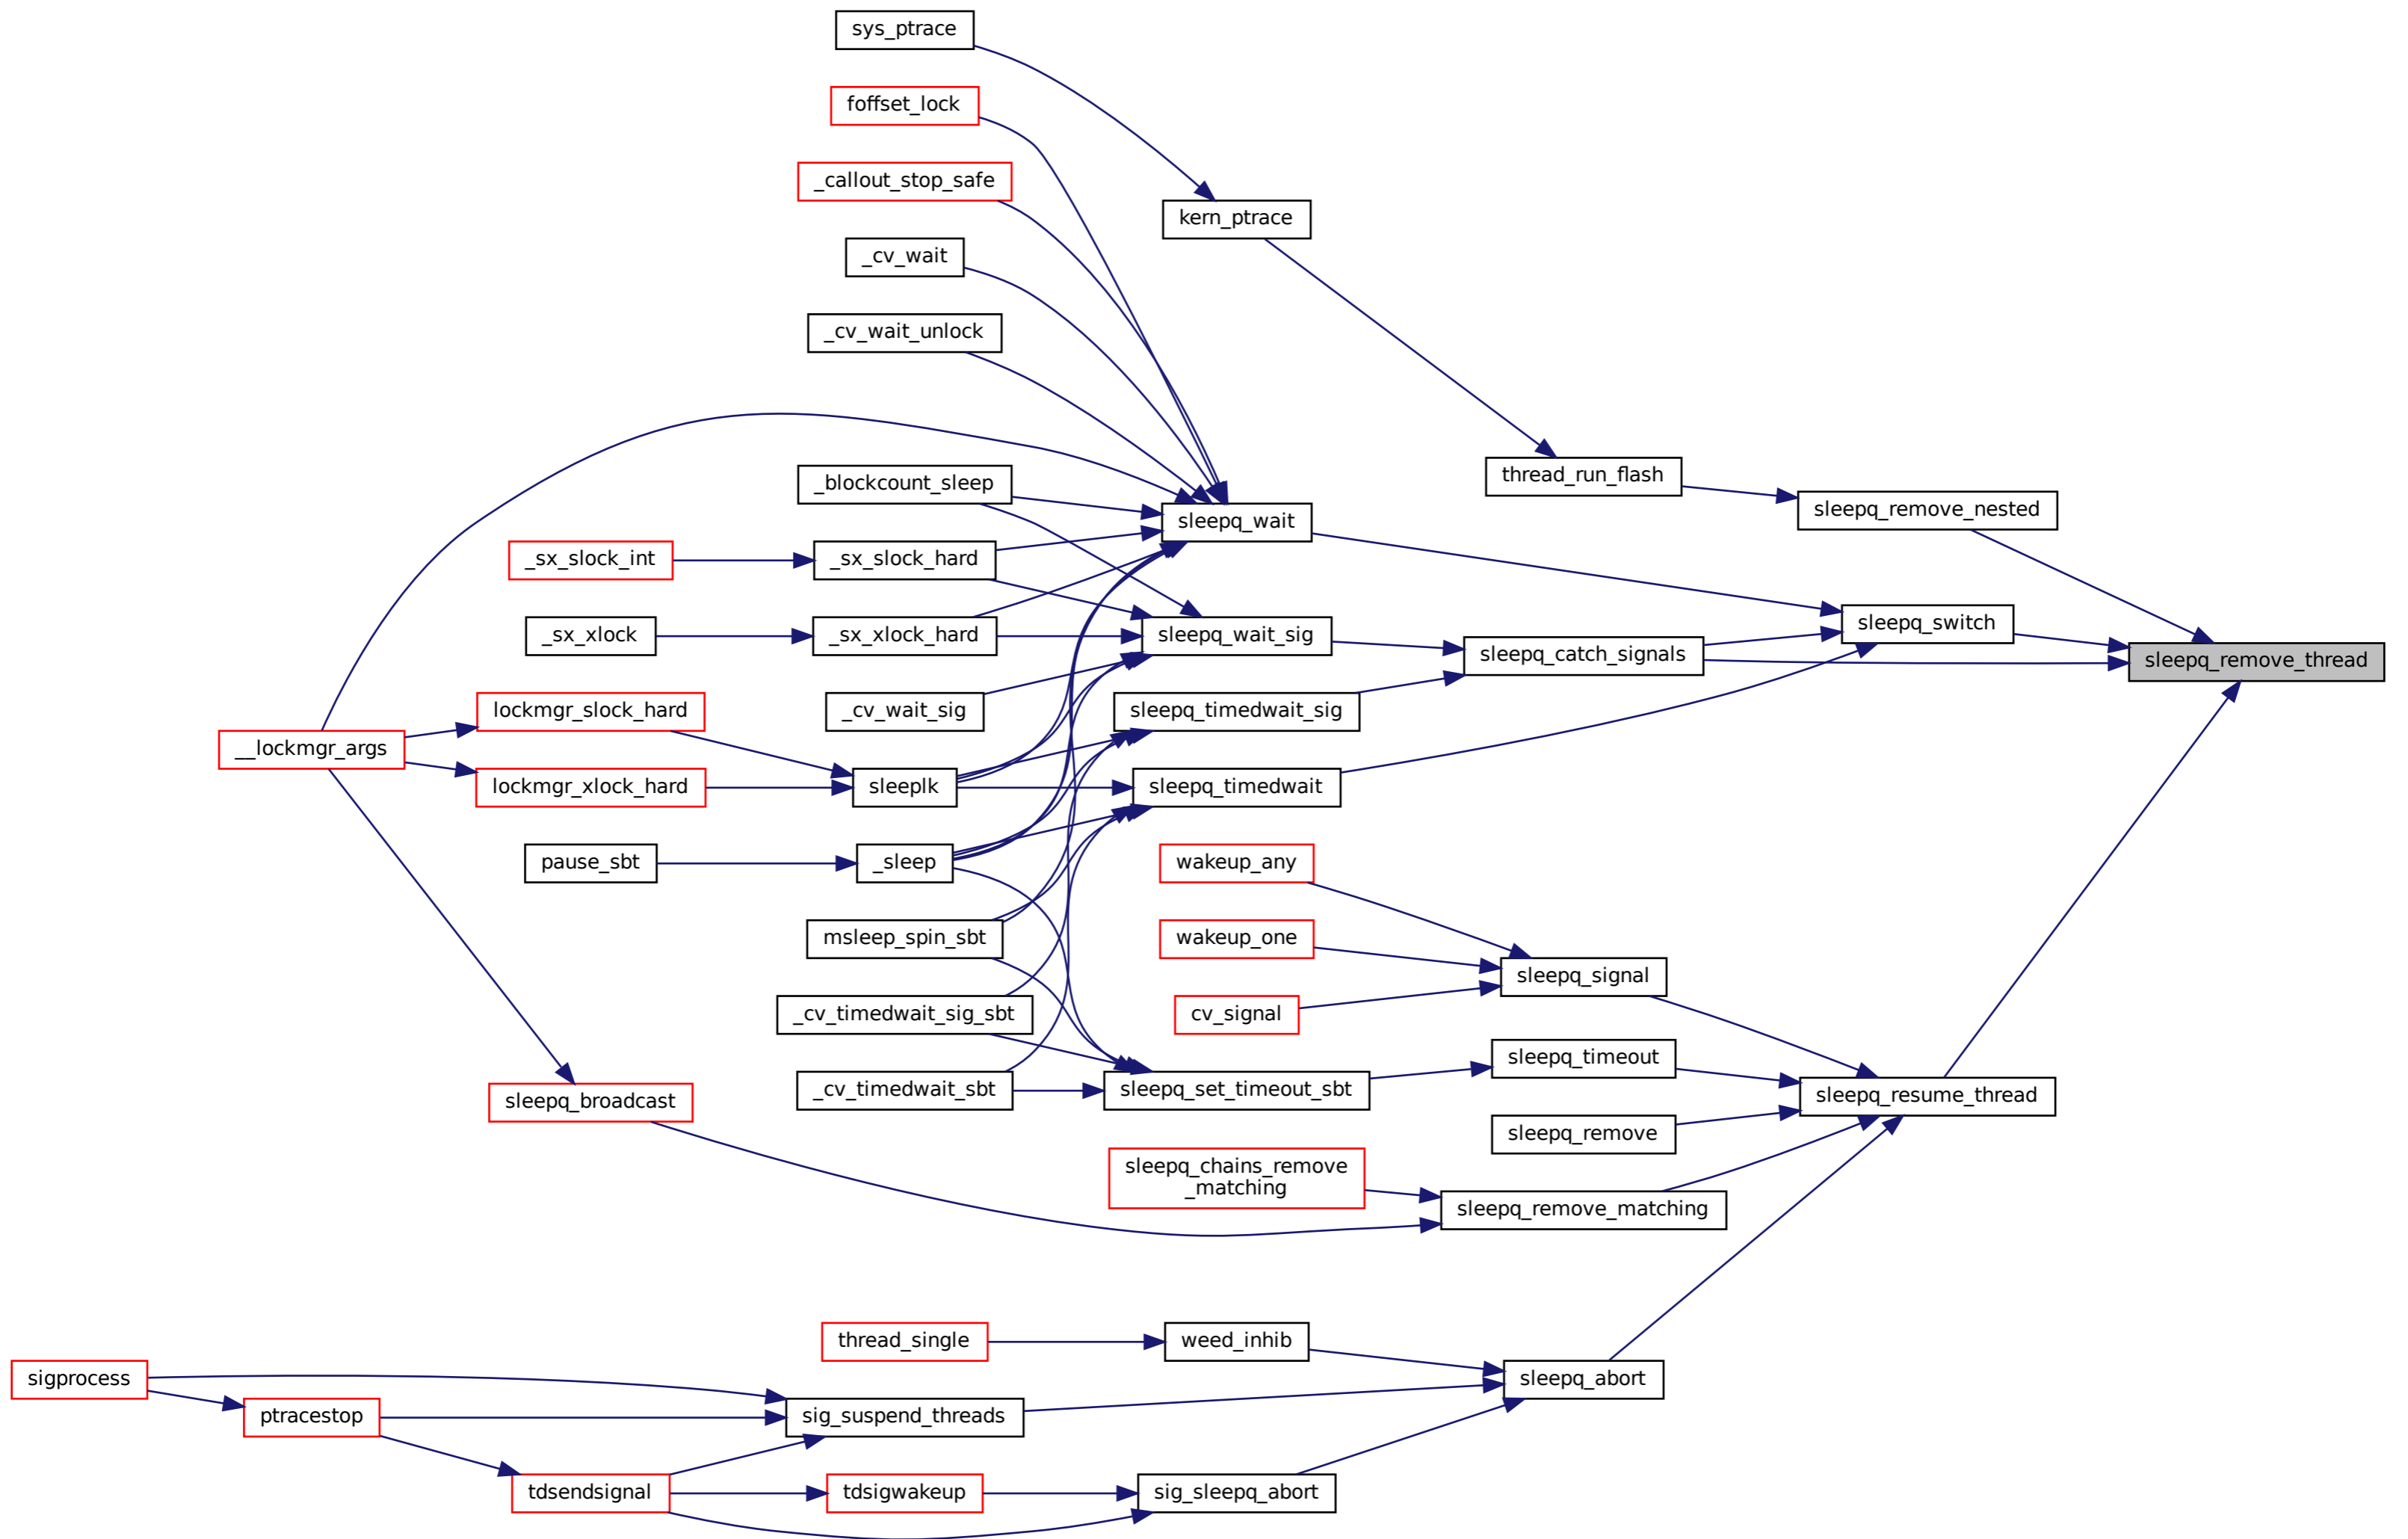 sys_ptrace
foffset_lock
_callout_stop_safe
kern_ptrace
_cv_wait
_cv_wait_unlock
thread_run_flash
_blockcount_sleep
sleepq_remove_nested
sleepq_wait
_sx_slock_int
_sx_slock_hard
sleepq_switch
_sx_xlock
_sx_xlock_hard
sleepq_wait_sig
sleepq_catch_signals
sleepq_remove_thread
lockmgr_slock_hard
_cv_wait_sig
sleepq_timedwait_sig
__lockmgr_args
lockmgr_xlock_hard
sleeplk
sleepq_timedwait
pause_sbt
_sleep
wakeup_any
msleep_spin_sbt
wakeup_one
sleepq_signal
_cv_timedwait_sig_sbt
cv_signal
sleepq_timeout
_cv_timedwait_sbt
sleepq_set_timeout_sbt
sleepq_resume_thread
sleepq_broadcast
sleepq_remove
sleepq_chains_remove
_matching
sleepq_remove_matching
thread_single
weed_inhib
sigprocess
sleepq_abort
ptracestop
sig_suspend_threads
tdsendsignal
tdsigwakeup
sig_sleepq_abort